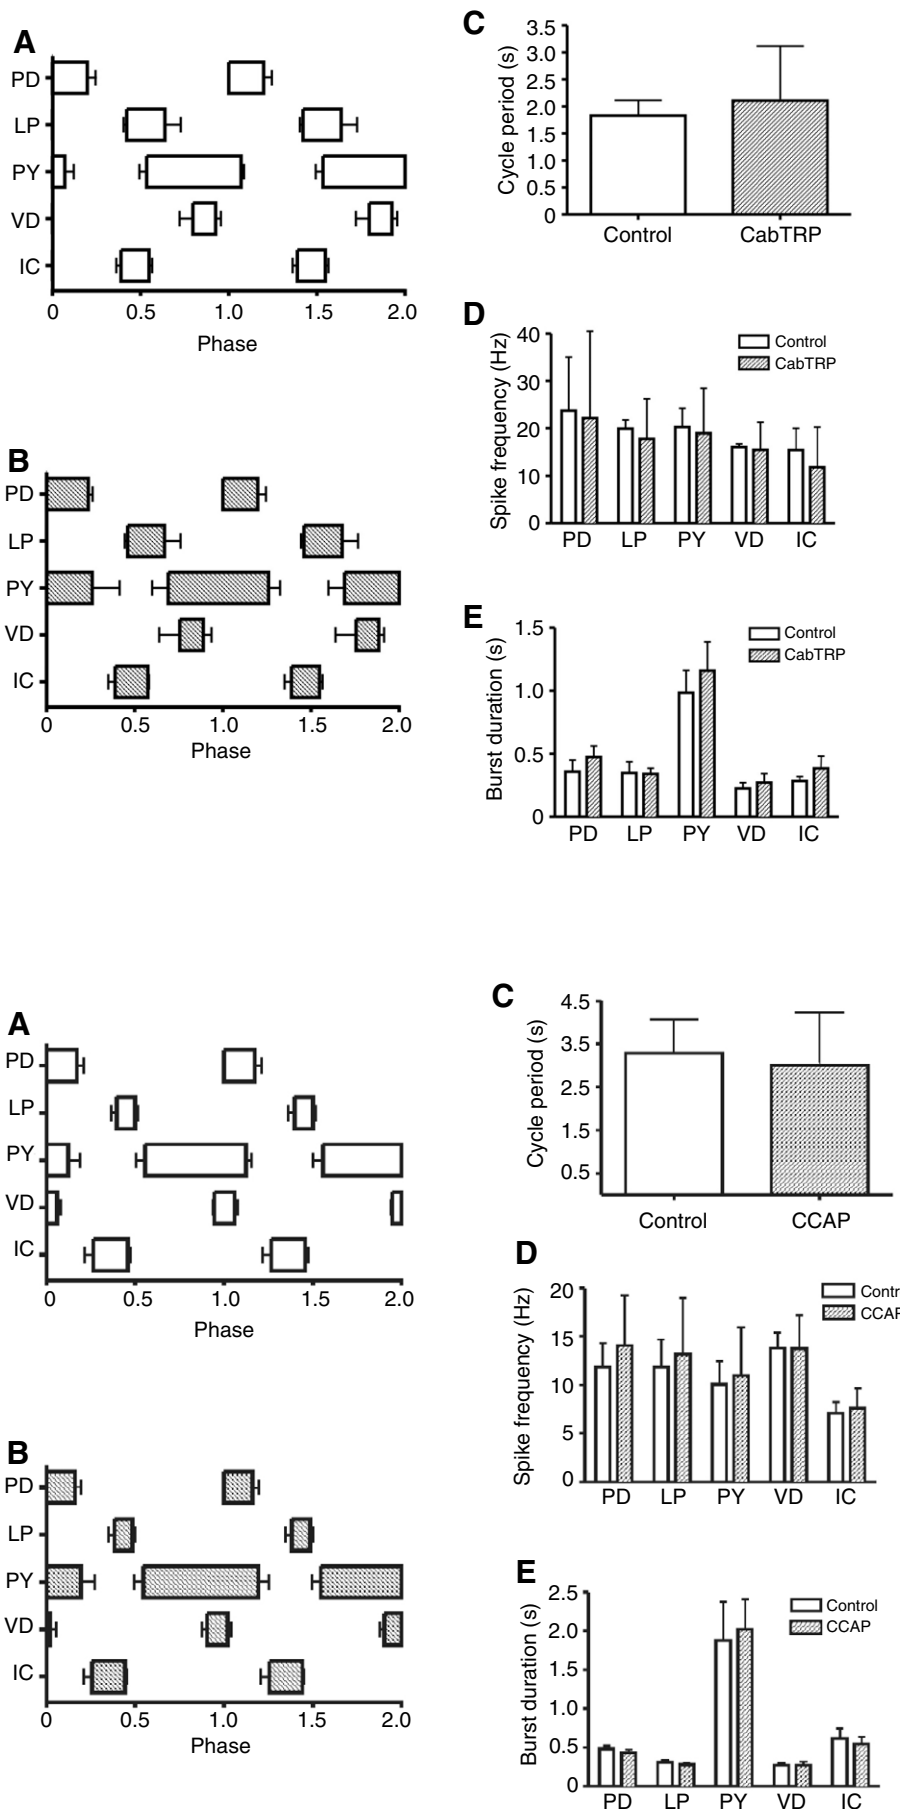 A
PD
LP
PY
VD
IC
0 0.5 1.0 1.5 2.0
Phase
B
PD
LP
PY
VD
IC
0 0.5 1.0 1.5 2.0
Phase
C
Cycle period (s)
3.5
3.0
2.5
2.0
1.5
1.0
0.5
0
Control CabTRP
D
Spike frequency (Hz)
40
30
20
10
0
Control
CabTRP
PD LP PY VD IC
E
Burst duration (s)
1.5
1.0
0.5
0
Control
CabTRP
PD LP PY VD IC
A
PD
LP
PY
VD
IC
0 0.5 1.0 1.5 2.0
Phase
B
PD
LP
PY
VD
IC
0 0.5 1.0 1.5 2.0
Phase
C
Cycle period (s)
4.5
3.5
2.5
1.5
0.5
Control CCAP
D
Spike frequency (Hz)
20
15
10
5
0
Contr
CCAP
PD LP PY VD IC
E
Burst duration (s)
2.5
2.0
1.5
1.0
0.5
0
Control
CCAP
PD LP PY VD IC